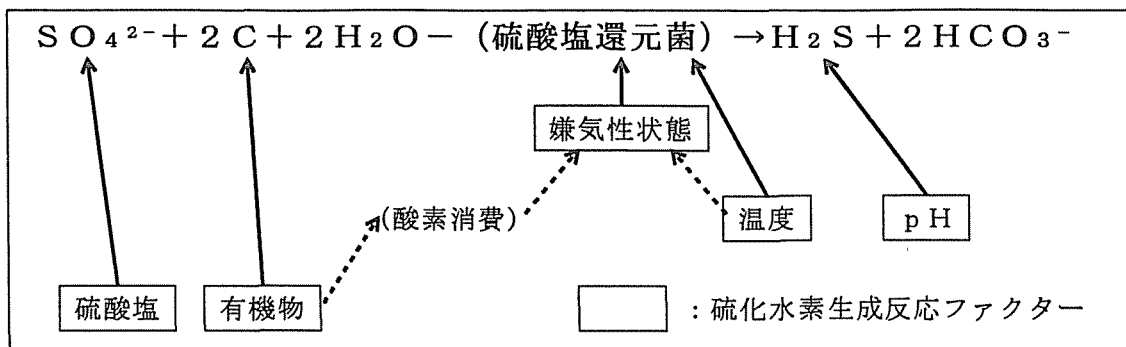 ＳＯ₄²⁻＋２Ｃ＋２Ｈ₂Ｏ－（硫酸塩還元菌）→Ｈ₂Ｓ＋２ＨＣＯ₃⁻
嫌気性状態
(酸素消費)
温度
ｐＨ
硫酸塩
有機物
：硫化水素生成反応ファクター